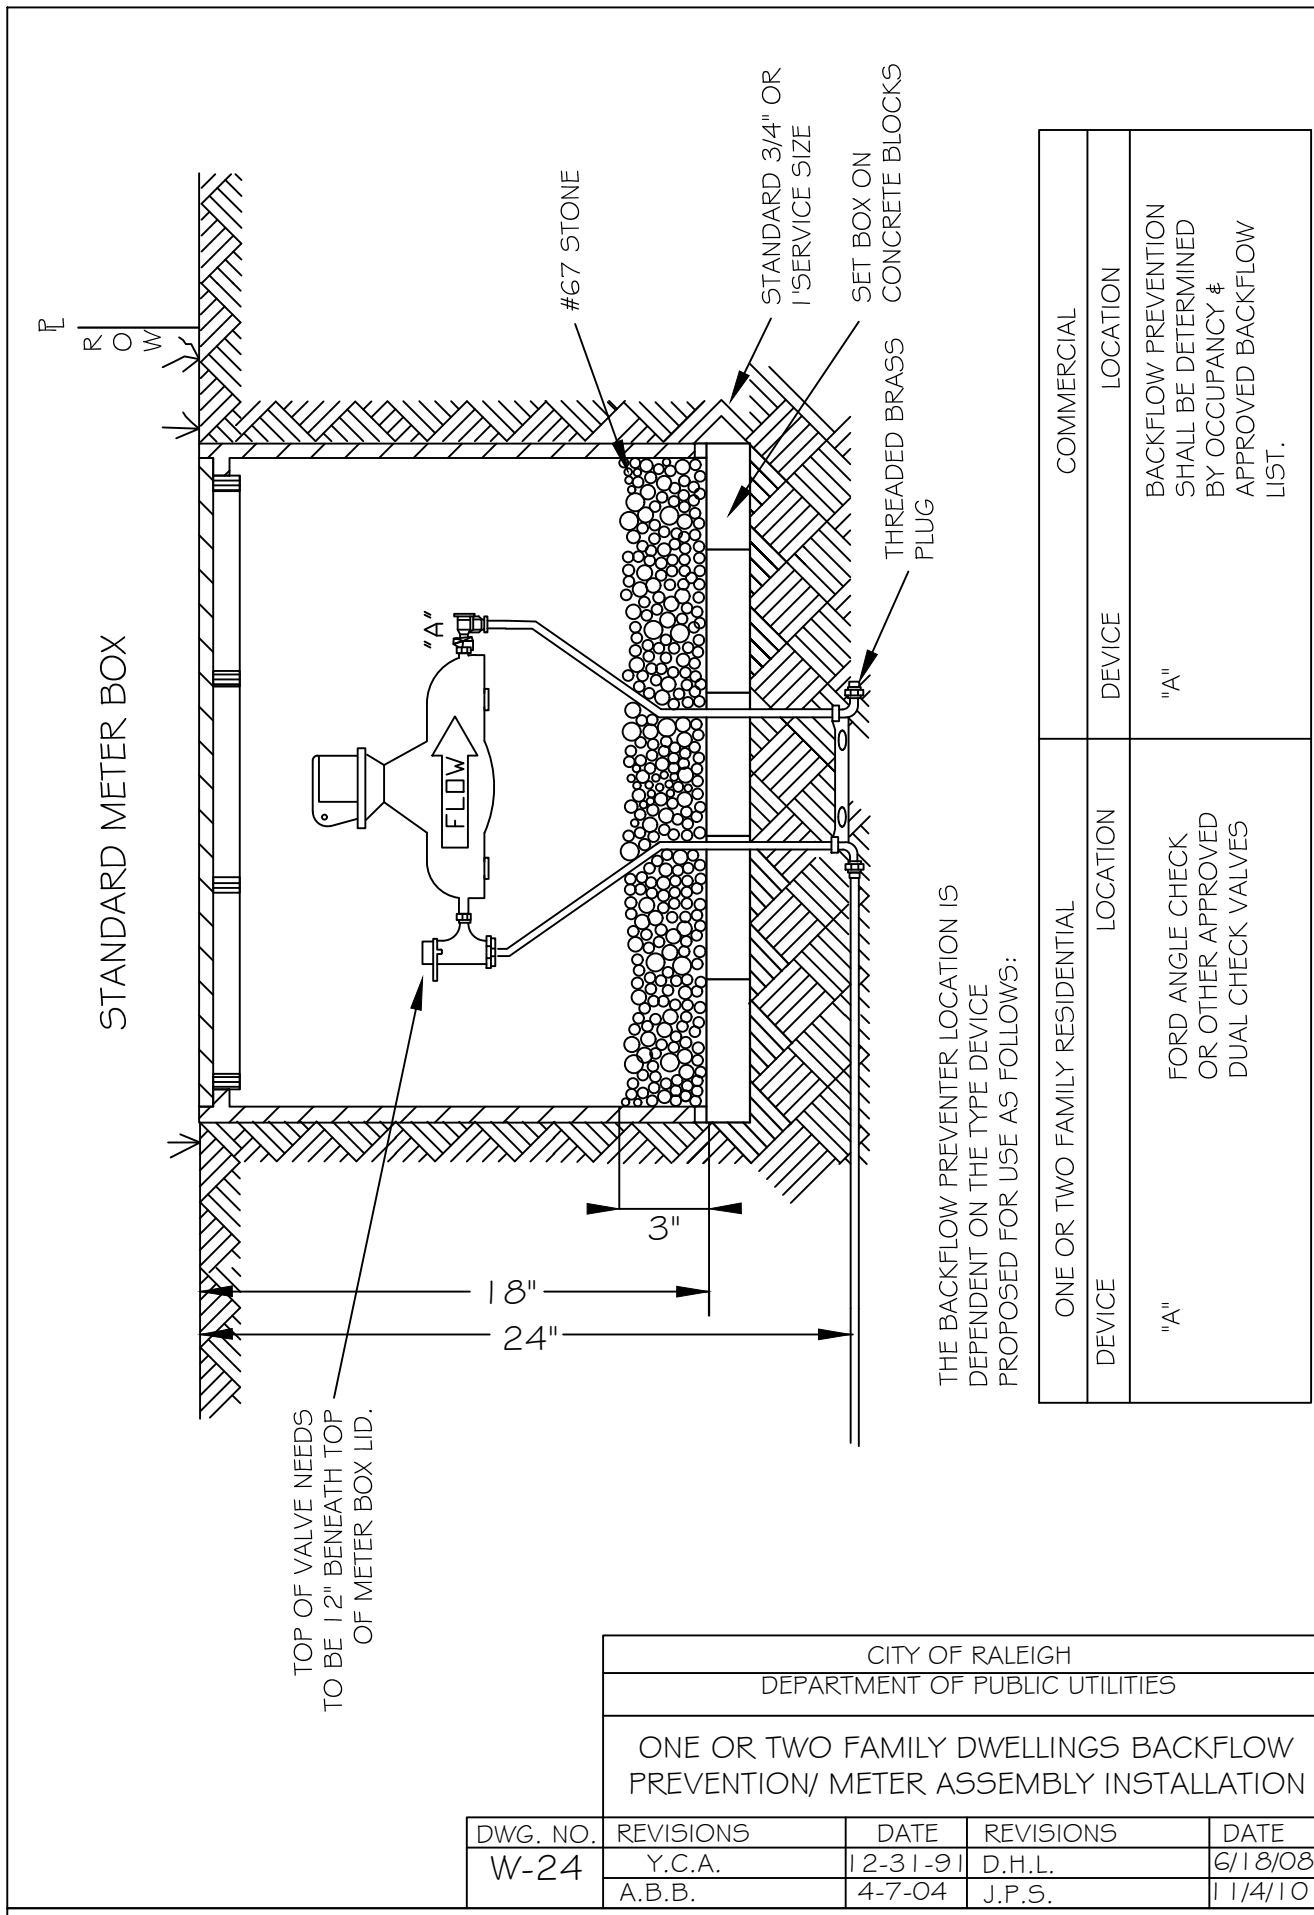 STANDARD METER BOX
PL
R
O
W
#67 STONE
STANDARD 3/4" OR
1"SERVICE SIZE
SET BOX ON
CONCRETE BLOCKS
THREADED BRASS
PLUG
"A"
FLOW
TOP OF VALVE NEEDS
TO BE 12" BENEATH TOP
OF METER BOX LID.
3"
18"
24"
THE BACKFLOW PREVENTER LOCATION IS
DEPENDENT ON THE TYPE DEVICE
PROPOSED FOR USE AS FOLLOWS:
ONE OR TWO FAMILY RESIDENTIAL
DEVICE LOCATION
"A"
FORD ANGLE CHECK
OR OTHER APPROVED
DUAL CHECK VALVES
COMMERCIAL
DEVICE LOCATION
"A"
BACKFLOW PREVENTION
SHALL BE DETERMINED
BY OCCUPANCY &
APPROVED BACKFLOW
LIST.
CITY OF RALEIGH
DEPARTMENT OF PUBLIC UTILITIES
ONE OR TWO FAMILY DWELLINGS BACKFLOW
PREVENTION/ METER ASSEMBLY INSTALLATION
DWG. NO. REVISIONS DATE REVISIONS DATE
W-24 Y.C.A. 12-31-91 D.H.L. 6/18/08
A.B.B. 4-7-04 J.P.S. 11/4/10